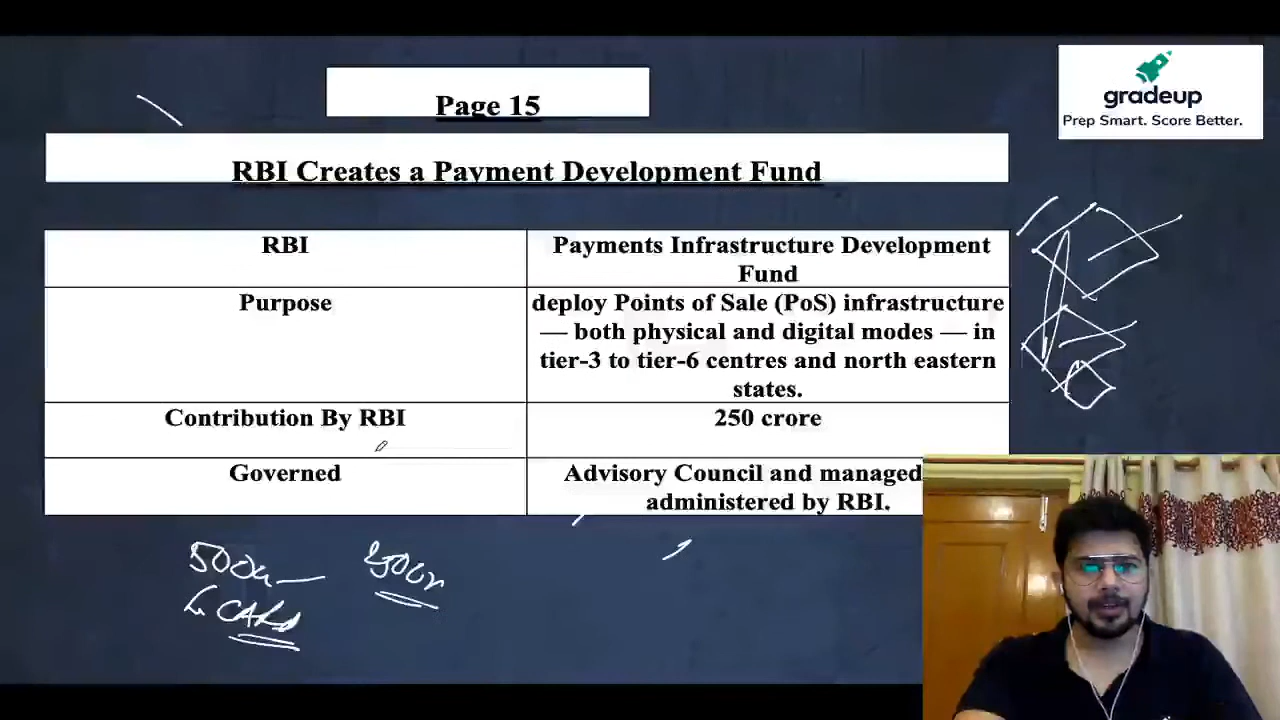 Page 15
gradeup
Prep Smart. Score Better.
RBI Creates a Payment Development Fund
RBI
Payments Infrastructure Development
Fund
Purpose
deploy Points of Sale (PoS) infrastructure
— both physical and digital modes — in
tier-3 to tier-6 centres and north eastern
states.
Contribution By RBI
250 crore
Governed
Advisory Council and managed
administered by RBI.